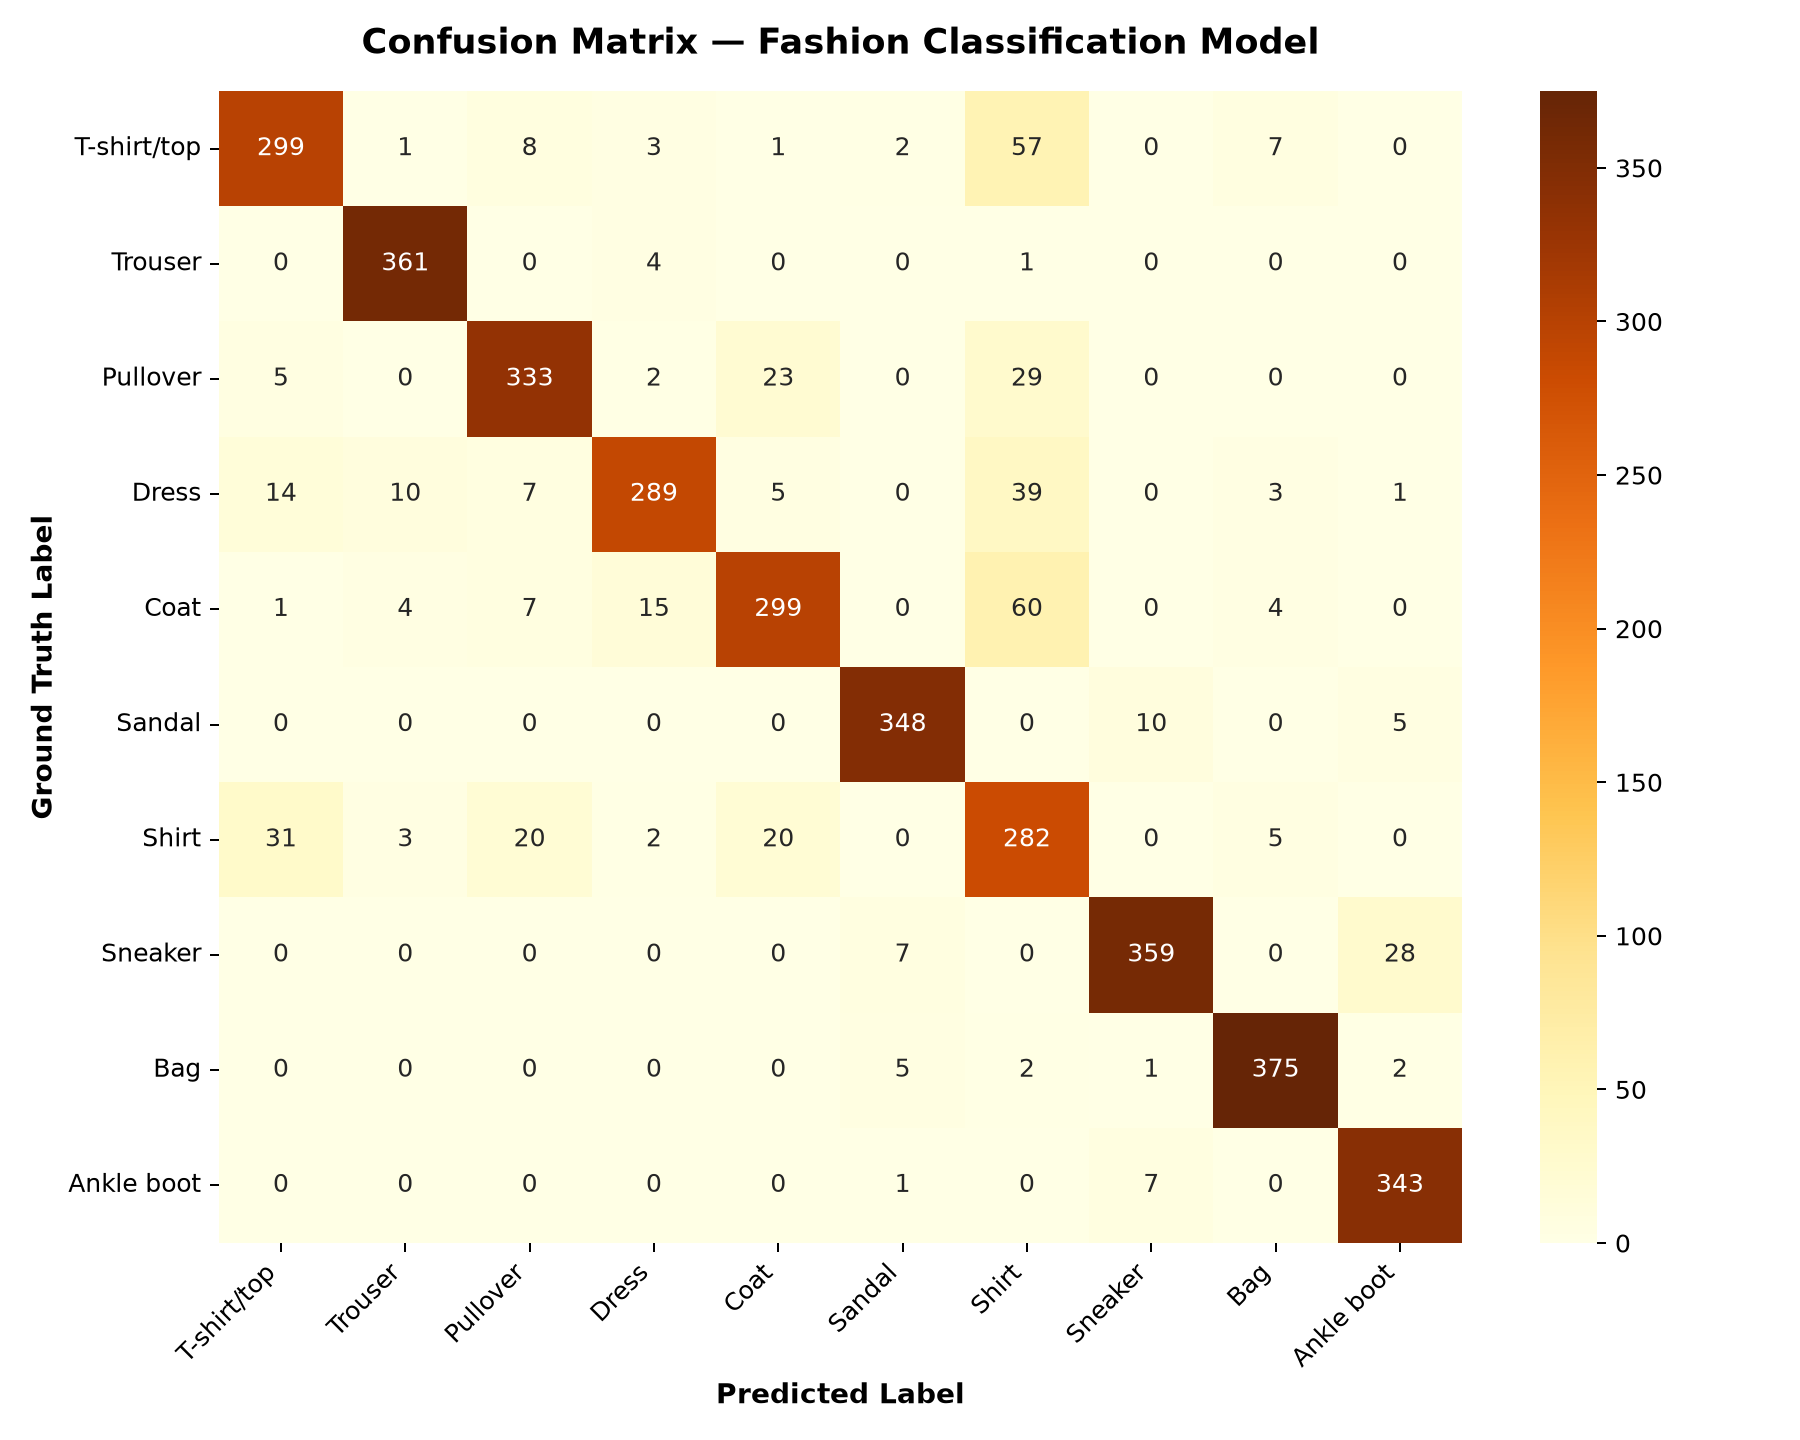 Confusion Matrix — Fashion Classification Model
T-shirt/top 299 1 8 3 1 2 57 0 7 0
Trouser 0 361 0 4 0 0 1 0 0 0
Pullover 5 0 333 2 23 0 29 0 0 0
Dress 14 10 7 289 5 0 39 0 3 1
Coat 1 4 7 15 299 0 60 0 4 0
Sandal 0 0 0 0 0 348 0 10 0 5
Shirt 31 3 20 2 20 0 282 0 5 0
Sneaker 0 0 0 0 0 7 0 359 0 28
Bag 0 0 0 0 0 5 2 1 375 2
Ankle boot 0 0 0 0 0 1 0 7 0 343
T-shirt/top Trouser Pullover Dress Coat Sandal Shirt Sneaker Bag Ankle boot
Predicted Label
Ground Truth Label
350
300
250
200
150
100
50
0